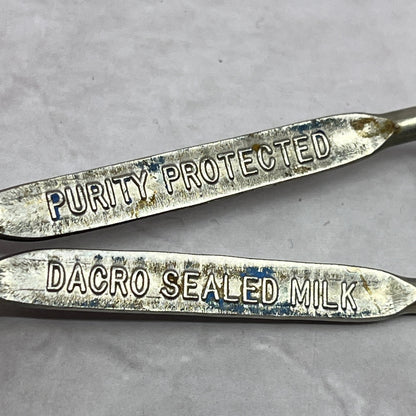 PURITY PROTECTED
DACRO SEALED MILK